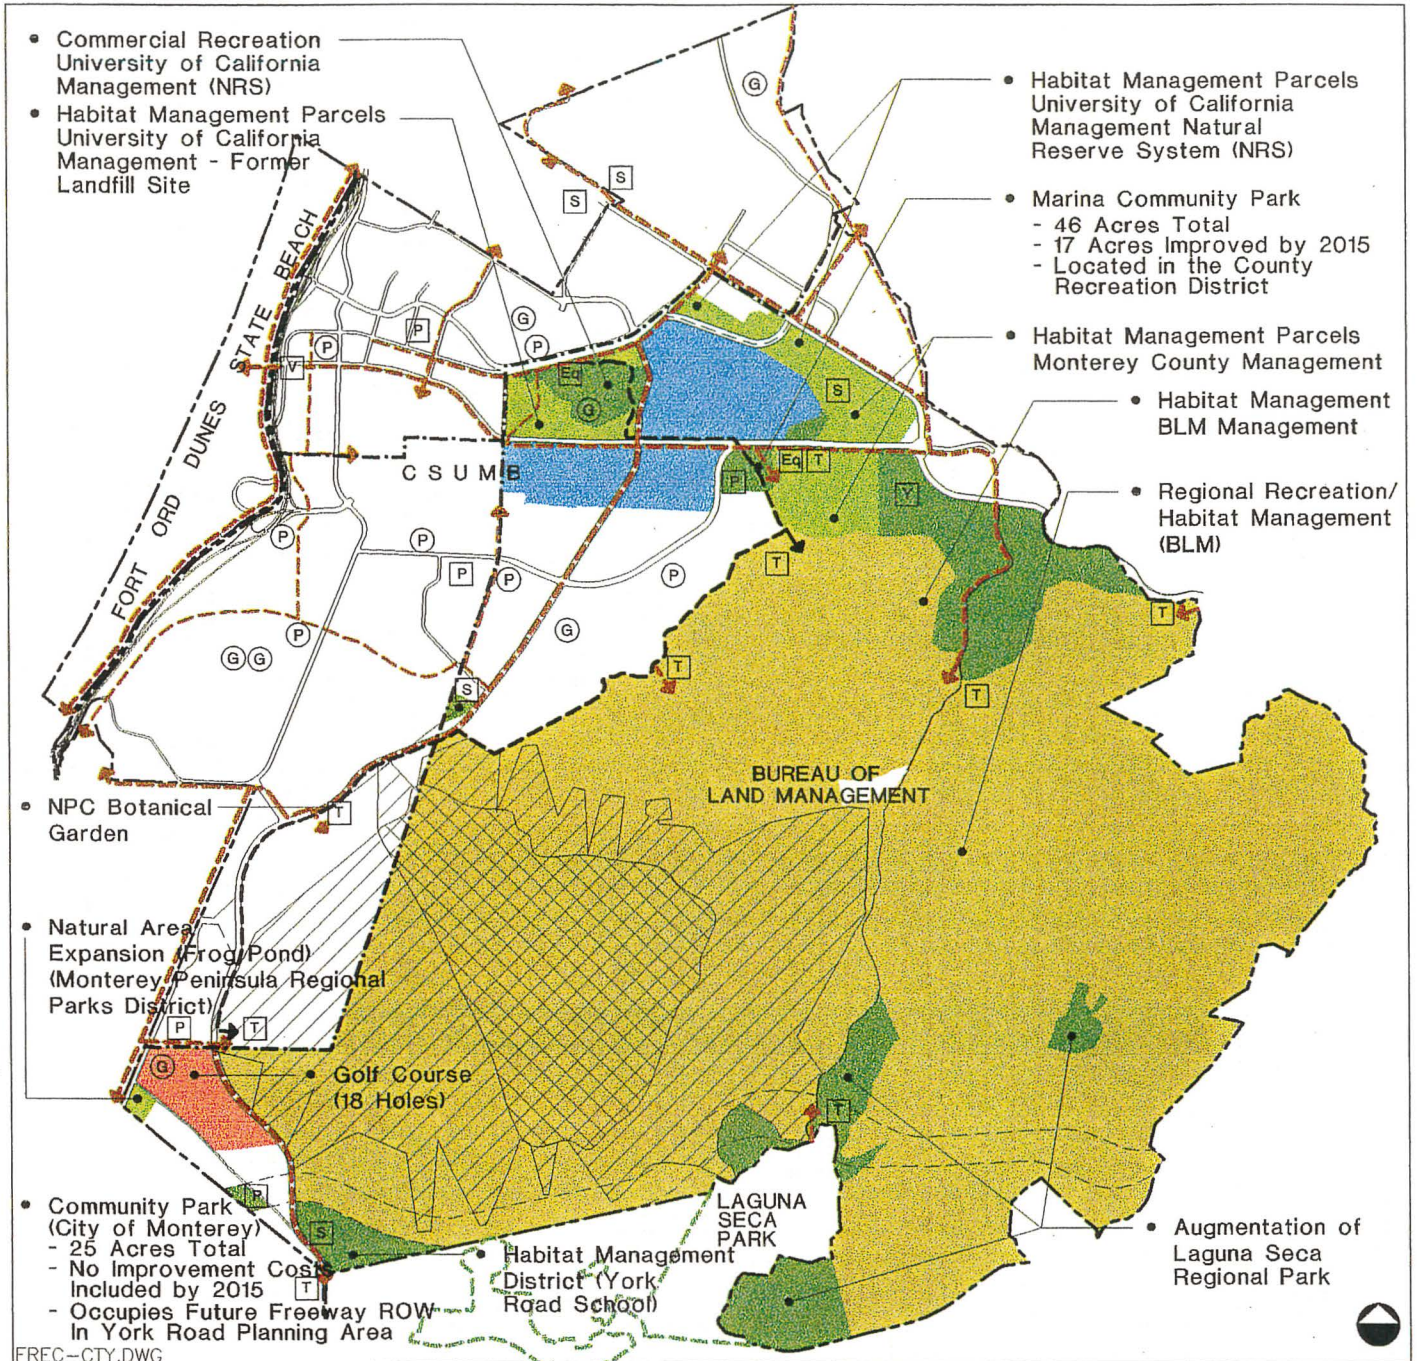 • Commercial Recreation
University of California
Management (NRS)
• Habitat Management Parcels
University of California
Management - Former
Landfill Site
• Habitat Management Parcels
University of California
Management Natural
Reserve System (NRS)
• Marina Community Park
- 46 Acres Total
- 17 Acres Improved by 2015
- Located in the County
Recreation District
• Habitat Management Parcels
Monterey County Management
• Habitat Management
BLM Management
• Regional Recreation/
Habitat Management
(BLM)
G
S
S
FORT ORD DUNES STATE BEACH
G
P
P
P
V
Eq
G
S
CSUMB
P
Eq
T
Y
P
P
P
P
P
T
T
P
G
G G
T
S
T
BUREAU OF
LAND MANAGEMENT
• NPC Botanical
Garden
T
• Natural Area
Expansion (Frog Pond)
(Monterey Peninsula Regional
Parks District)
P
T
G
• Golf Course
(18 Holes)
T
• Community Park
(City of Monterey)
- 25 Acres Total
- No Improvement Costs
Included by 2015
- Occupies Future Freeway ROW
In York Road Planning Area
P
S
T
• Habitat Management
District (York
Road School)
LAGUNA
SECA
PARK
• Augmentation of
Laguna Seca
Regional Park
FREC-CTY.DWG